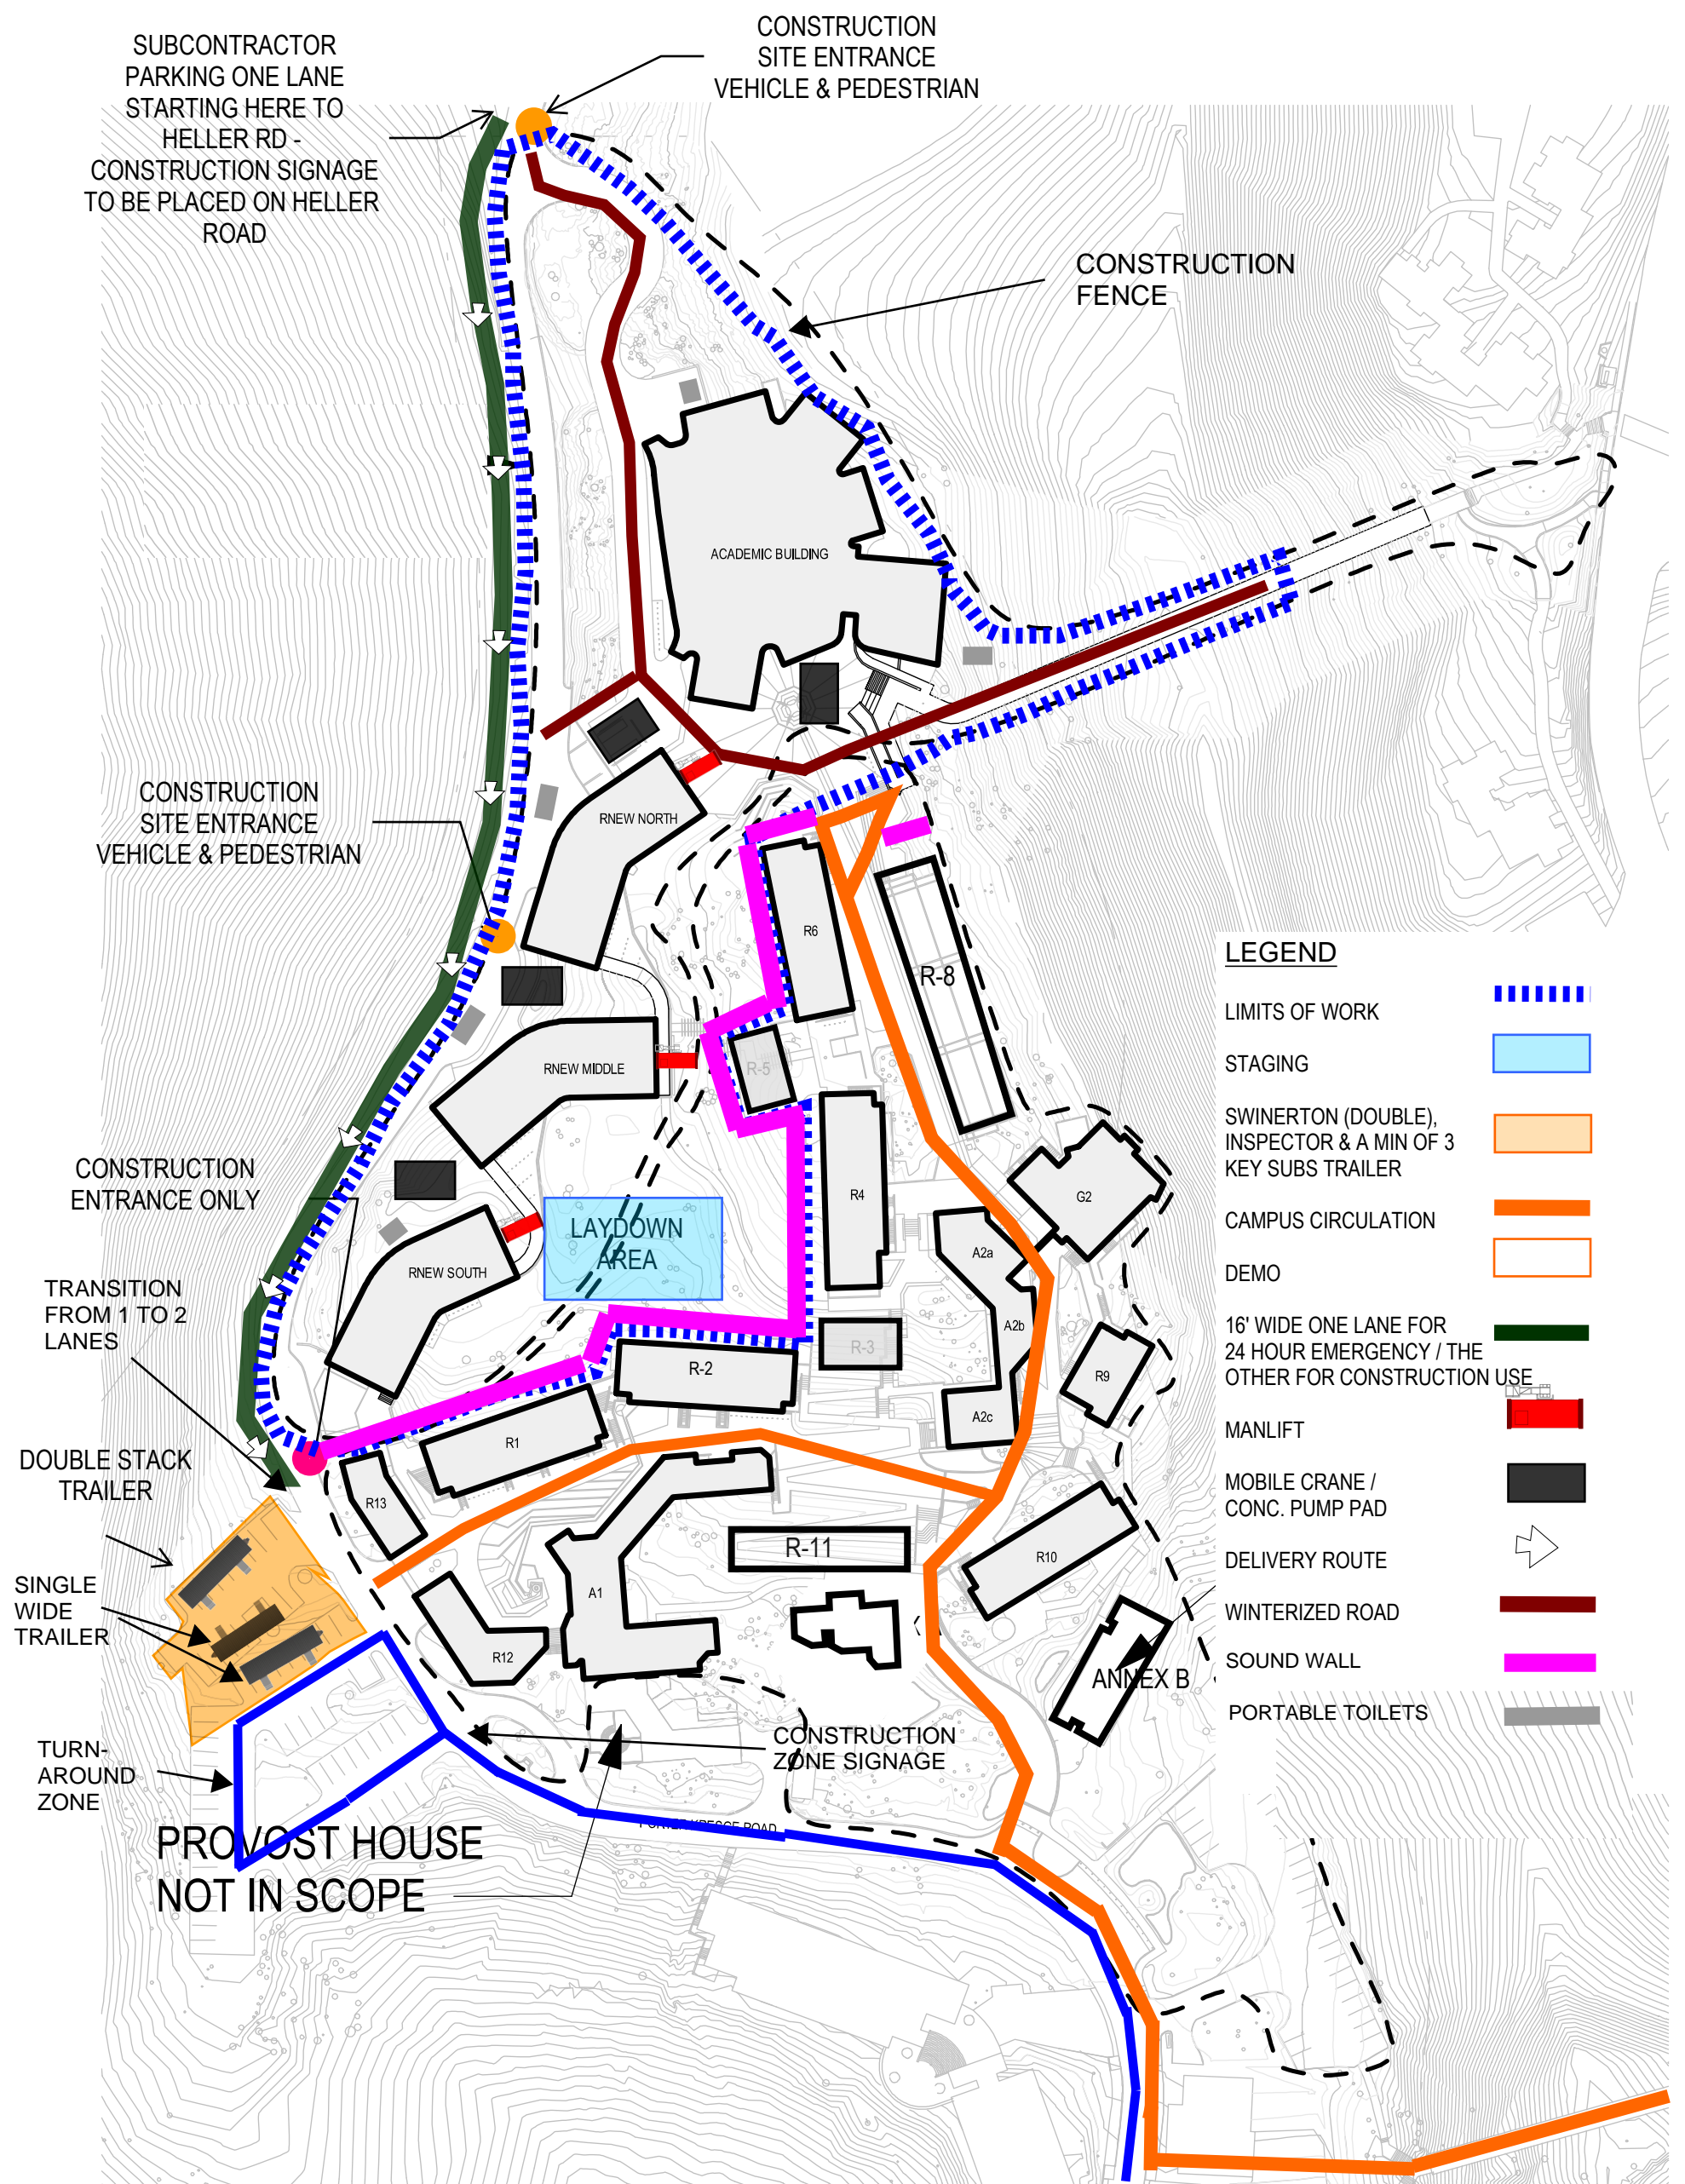 CONSTRUCTION
SITE ENTRANCE
VEHICLE & PEDESTRIAN
SUBCONTRACTOR
PARKING ONE LANE
STARTING HERE TO
HELLER RD -
CONSTRUCTION SIGNAGE
TO BE PLACED ON HELLER
ROAD
CONSTRUCTION
FENCE
ACADEMIC BUILDING
CONSTRUCTION
SITE ENTRANCE
VEHICLE & PEDESTRIAN
RNEW NORTH
R6
R-8
RNEW MIDDLE
R-5
CONSTRUCTION
ENTRANCE ONLY
R4
G2
LAYDOWN
AREA
A2a
RNEW SOUTH
TRANSITION
FROM 1 TO 2
LANES
A2b
R-3
R-2
R9
A2c
R1
DOUBLE STACK
TRAILER
R13
R-11
R10
SINGLE
WIDE
TRAILER
A1
R12
ANNEX B
CONSTRUCTION
ZONE SIGNAGE
TURN-
AROUND
ZONE
PROVOST HOUSE
NOT IN SCOPE
LEGEND
LIMITS OF WORK
STAGING
SWINERTON (DOUBLE),
INSPECTOR & A MIN OF 3
KEY SUBS TRAILER
CAMPUS CIRCULATION
DEMO
16' WIDE ONE LANE FOR
24 HOUR EMERGENCY / THE
OTHER FOR CONSTRUCTION USE
MANLIFT
MOBILE CRANE /
CONC. PUMP PAD
DELIVERY ROUTE
WINTERIZED ROAD
SOUND WALL
PORTABLE TOILETS